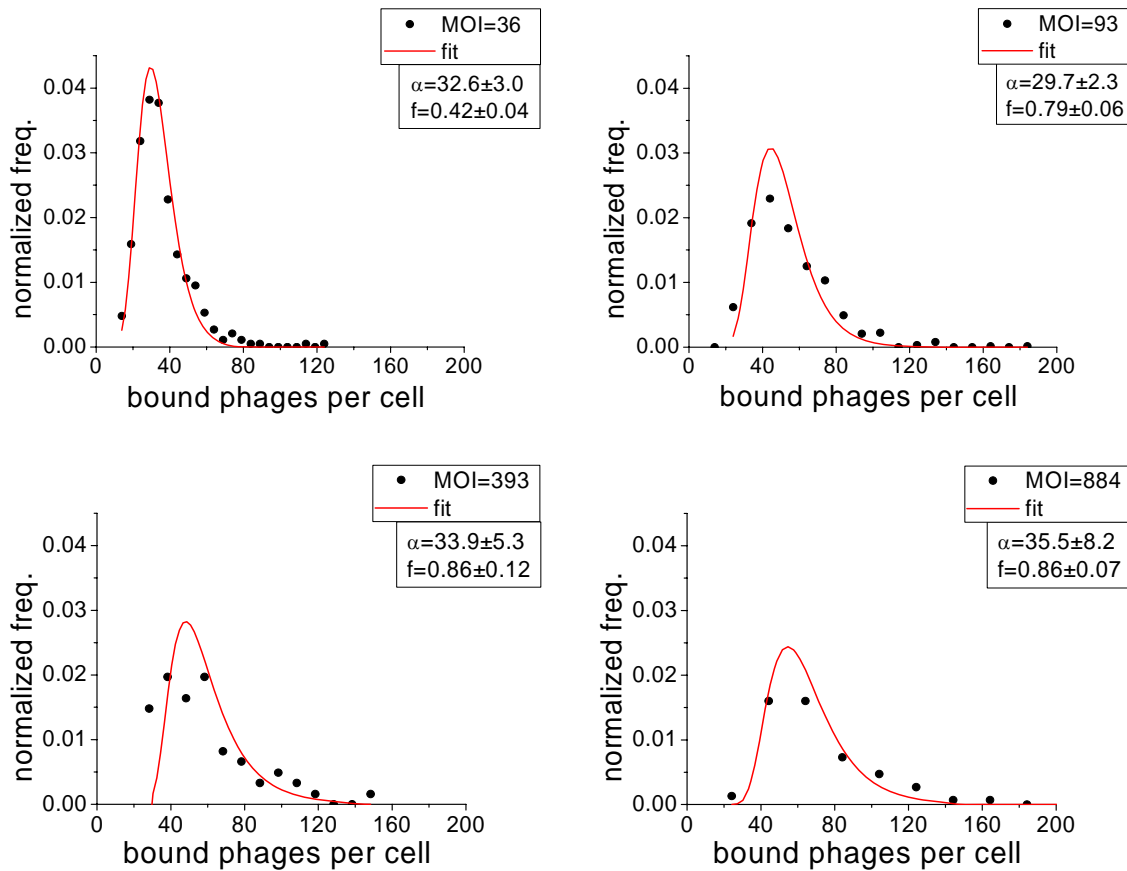 MOI=36
fit
α=32.6±3.0
f=0.42±0.04
normalized freq.
0.04
0.03
0.02
0.01
0.00
0 40 80 120 160 200
bound phages per cell
MOI=93
fit
α=29.7±2.3
f=0.79±0.06
normalized freq.
0.04
0.03
0.02
0.01
0.00
0 40 80 120 160 200
bound phages per cell
MOI=393
fit
α=33.9±5.3
f=0.86±0.12
normalized freq.
0.04
0.03
0.02
0.01
0.00
0 40 80 120 160 200
bound phages per cell
MOI=884
fit
α=35.5±8.2
f=0.86±0.07
normalized freq.
0.04
0.03
0.02
0.01
0.00
0 40 80 120 160 200
bound phages per cell